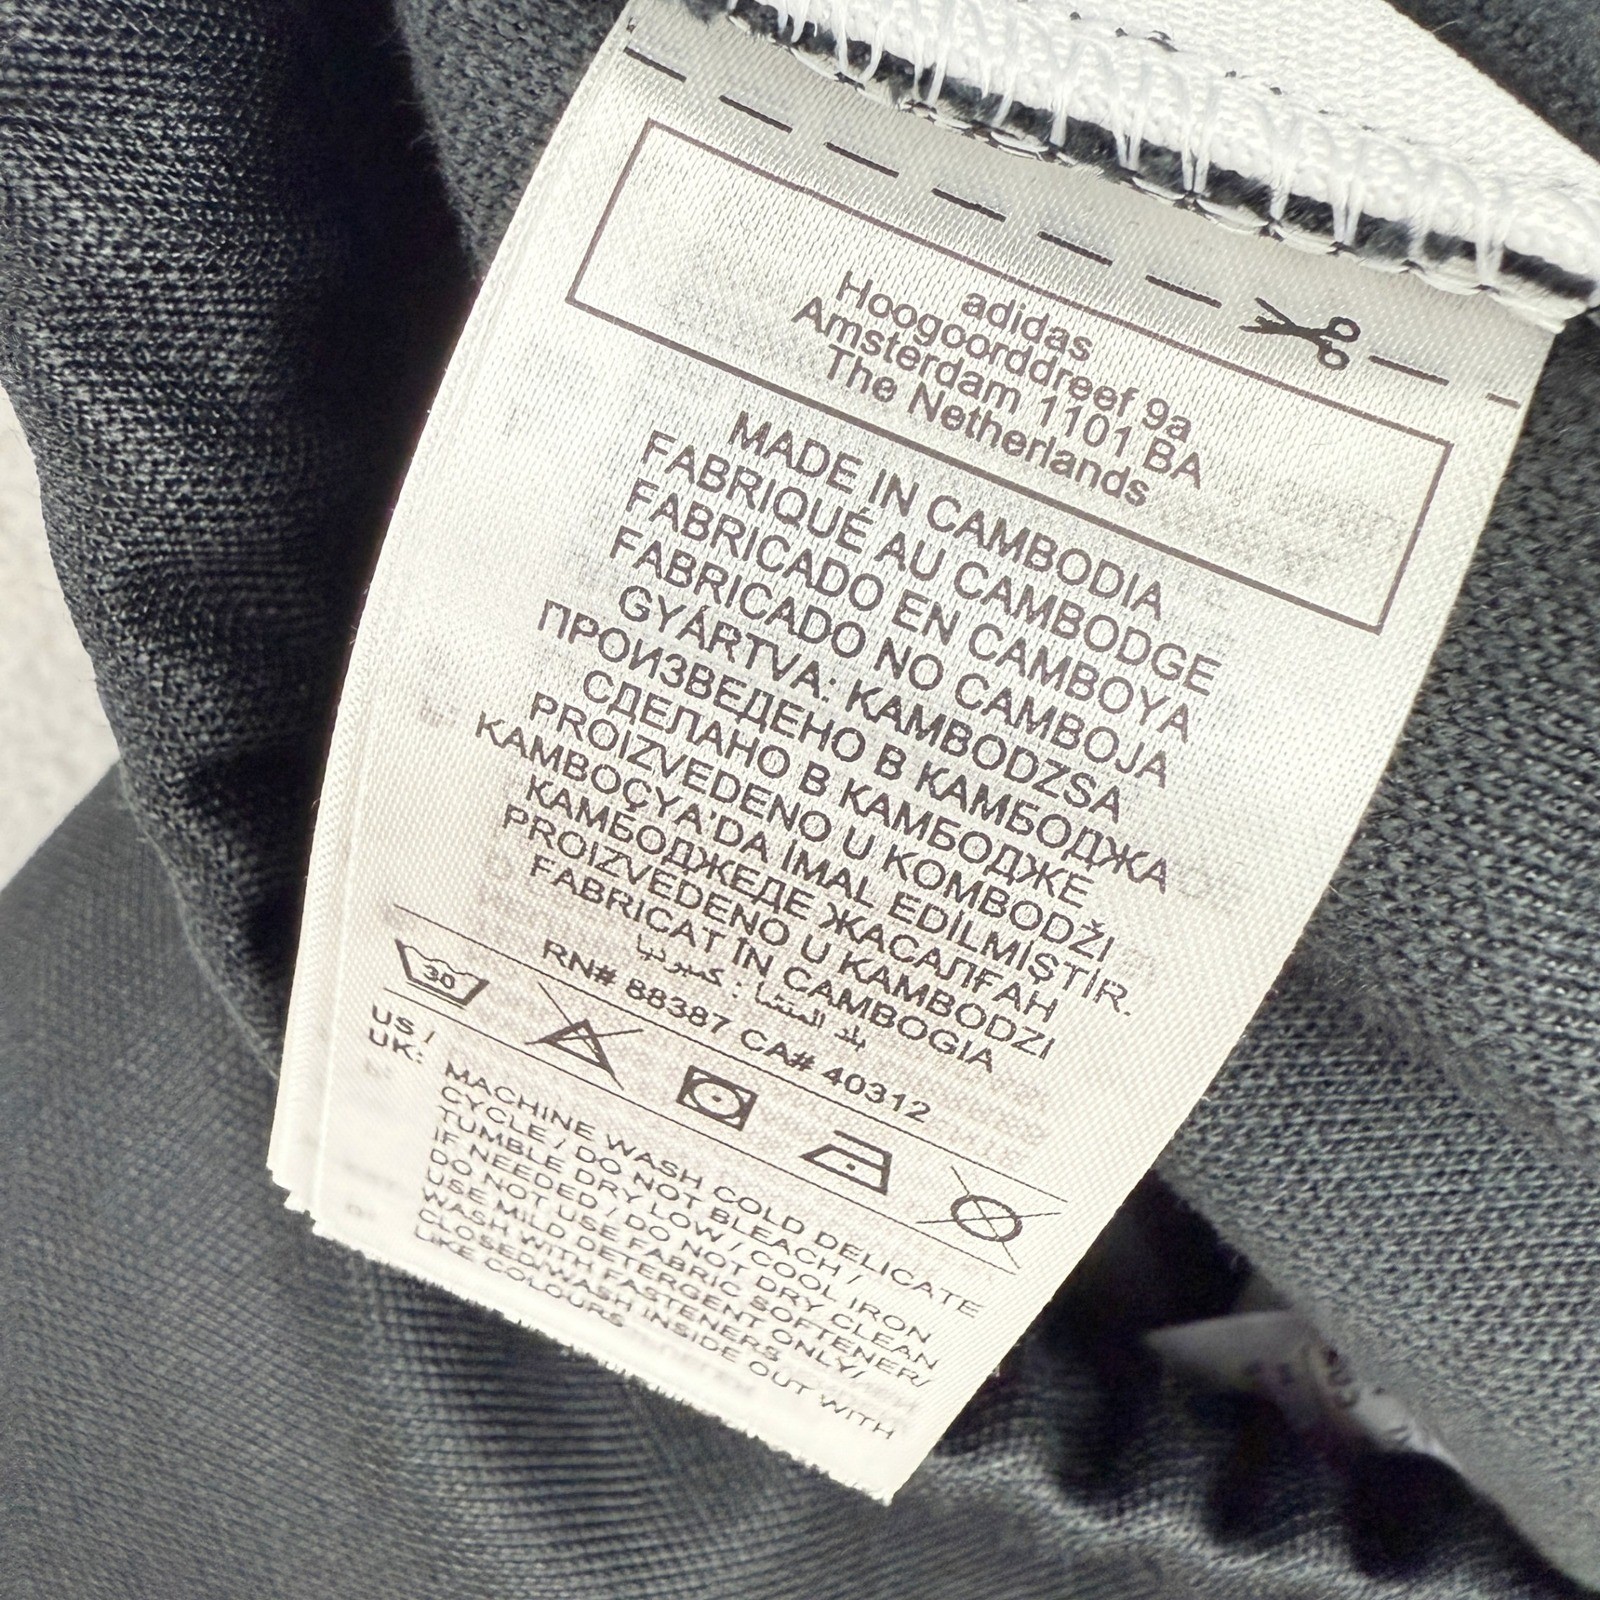 adidas
Hoogoorddreef 9a
Amsterdam 1101 BA
The Netherlands
MADE IN CAMBODIA
FABRIQUÉ AU CAMBODGE
FABRICADO EN CAMBOYA
FABRICADO NO CAMBOJA
GYÁRTVA: KAMBODZSA
ПРОИЗВЕДЕНО В КАМБОДЖА
СДЕЛАНО В КАМБОДЖЕ
PROIZVEDENO U KOMBODŽI
KAMBOÇYA'DA İMAL EDİLMİŞTİR.
КАМБОДЖЕДЕ ЖАСАЛҒАН
PROIZVEDENO U KAMBODZI
FABRICAT ÎN CAMBOGIA
بلد المنشأ : كمبوديا
RN# 88387 CA# 40312
30
US / UK: MACHINE WASH COLD DELICATE
CYCLE / DO NOT BLEACH /
TUMBLE DRY LOW / COOL IRON
IF NEEDED / DO NOT DRY CLEAN
DO NOT USE FABRIC SOFTENER/
USE MILD DETERGENT ONLY/
WASH WITH FASTENERS
CLOSED/WASH INSIDE OUT WITH
LIKE COLOURS